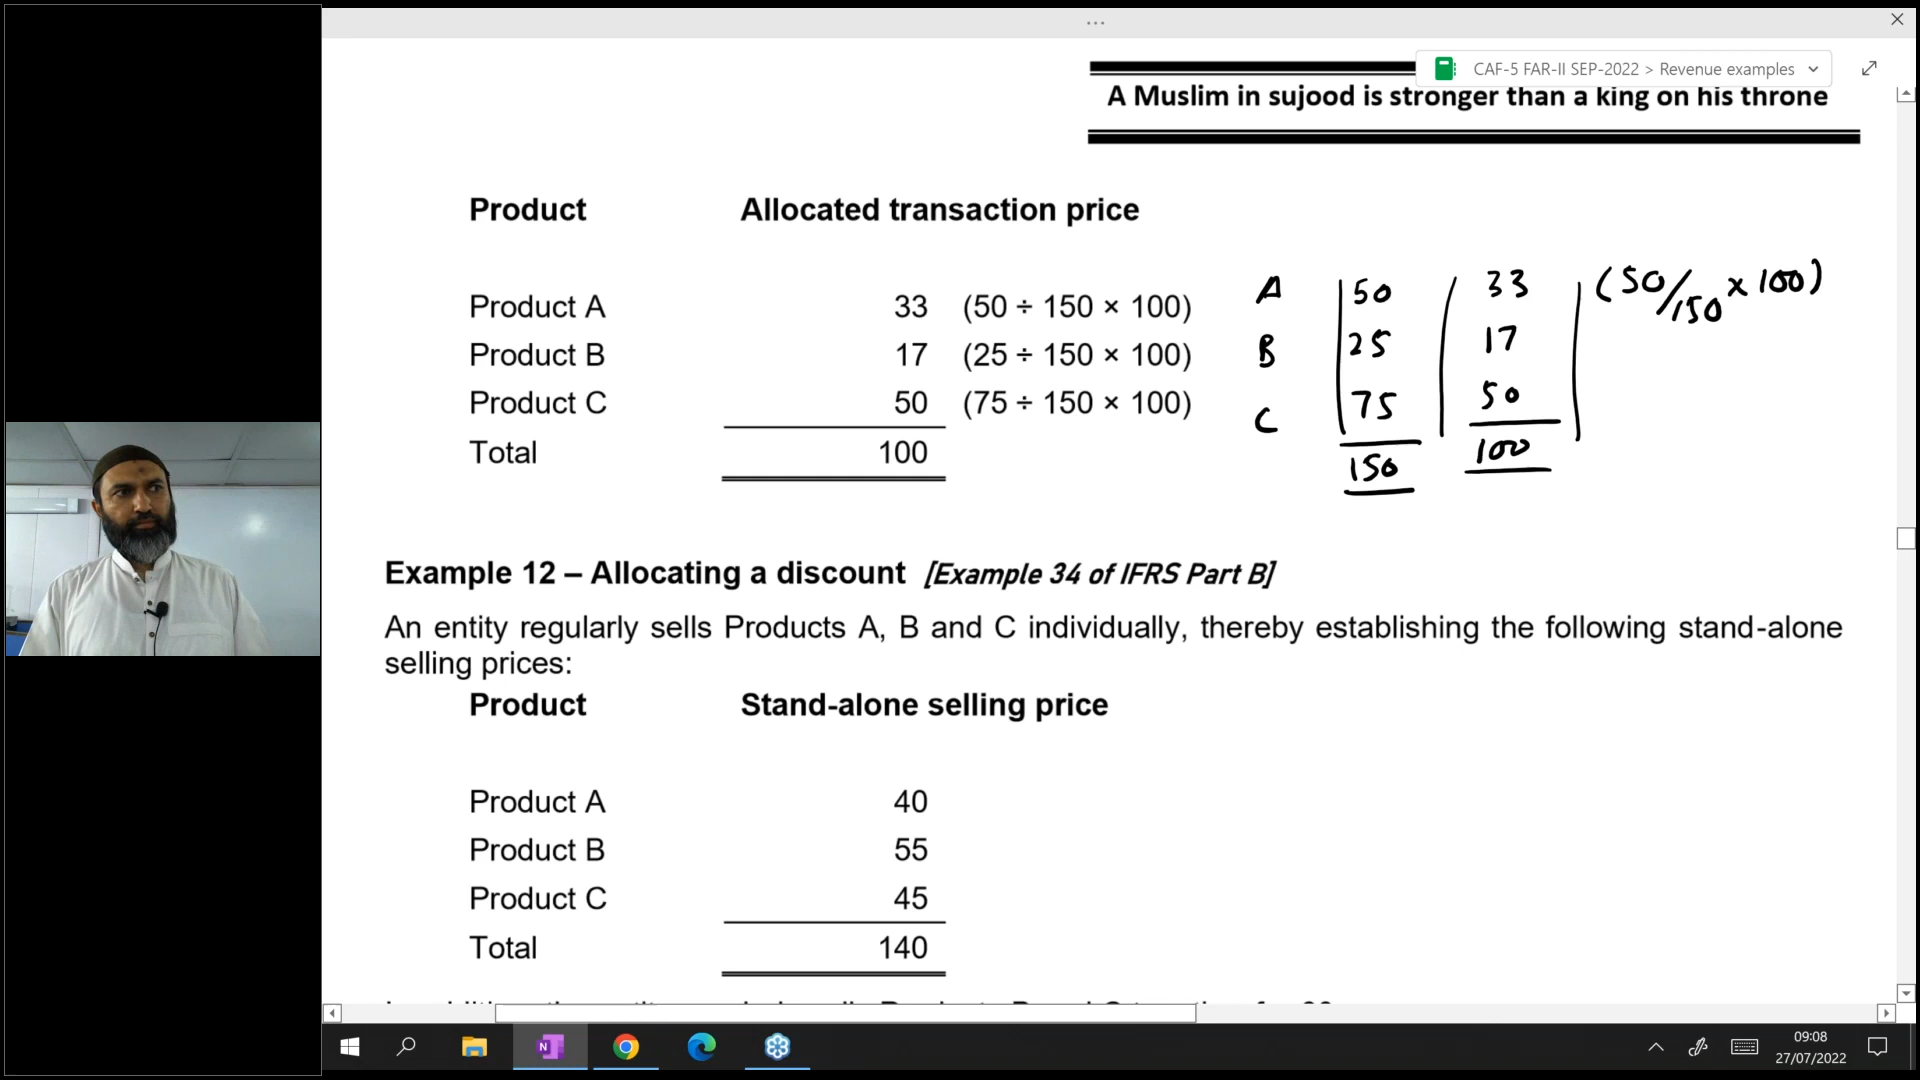 CAF-5 FAR-II SEP-2022 > Revenue examples
A Muslim in sujood is stronger than a king on his throne
Product Allocated transaction price
Product A 33 (50 ÷ 150 × 100)
Product B 17 (25 ÷ 150 × 100)
Product C 50 (75 ÷ 150 × 100)
Total 100
A 50 33 (50/150 × 100)
B 25 17
C 75 50
150 100
Example 12 – Allocating a discount [Example 34 of IFRS Part B]
An entity regularly sells Products A, B and C individually, thereby establishing the following stand-alone
selling prices:
Product Stand-alone selling price
Product A 40
Product B 55
Product C 45
Total 140
09:08
27/07/2022